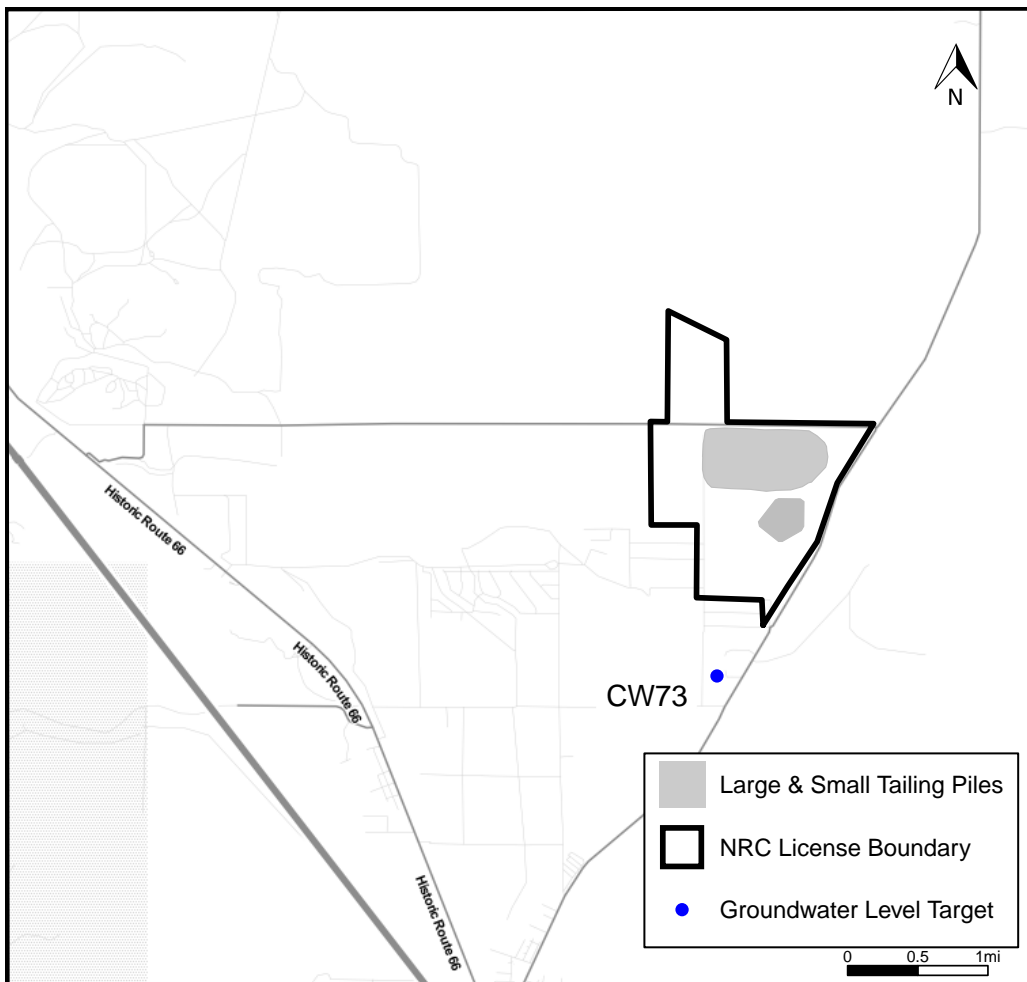 N
Historic Route 66
Historic Route 66
CW73
Historic Route 66
Large & Small Tailing Piles
NRC License Boundary
Groundwater Level Target
0 0.5 1mi